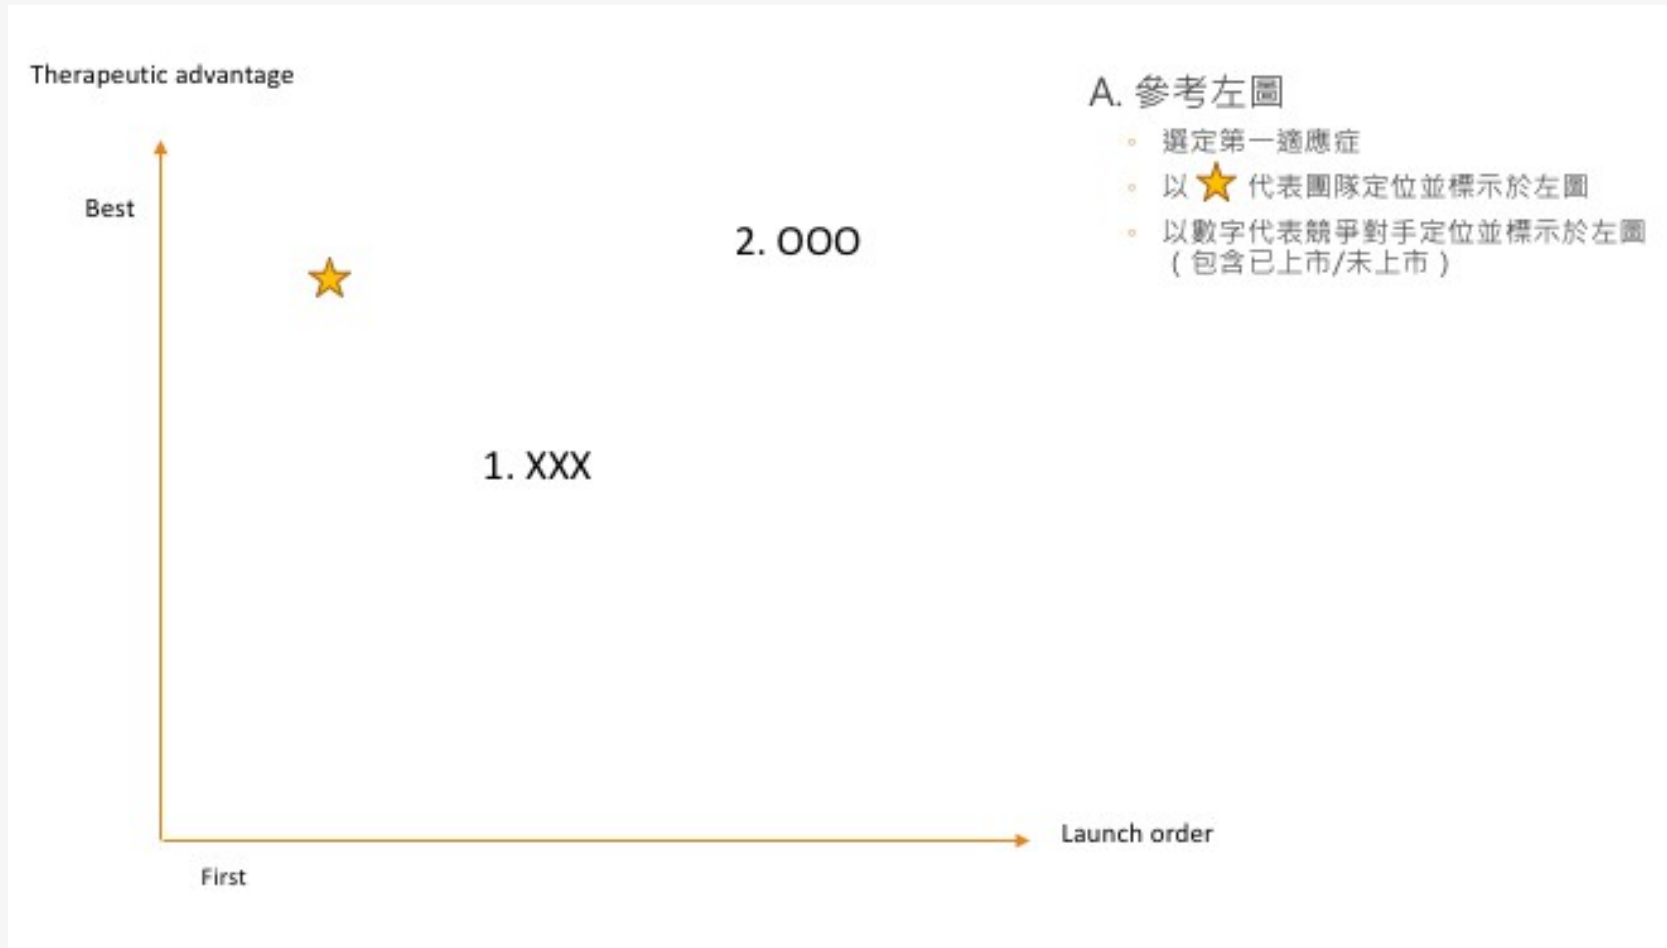 Therapeutic advantage
Best
2. OOO
1. XXX
Launch order
First
A. 參考左圖
選定第一適應症
以 代表團隊定位並標示於左圖
以數字代表競爭對手定位並標示於左圖
(包含已上市/未上市)